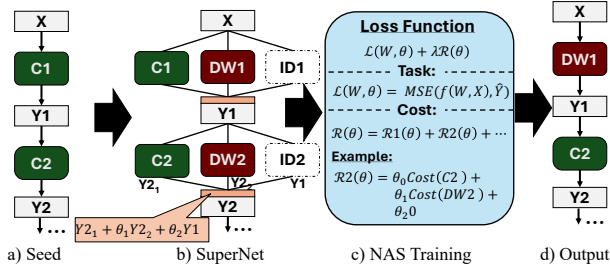 X
C1
Y1
C2
Y2
...
a) Seed
X
C1 DW1 ID1
Y1
C2 DW2 ID2
Y2₁ Y2₂ Y1
Y2
Y2₁ + θ₁Y2₂ + θ₂Y1
...
b) SuperNet
Loss Function
ℒ(W, θ) + λℛ(θ)
Task:
ℒ(W, θ) = MSE(f(W, X), Ŷ)
Cost:
ℛ(θ) = ℛ1(θ) + ℛ2(θ) + ⋯
Example:
ℛ2(θ) = θ₀Cost(C2) +
θ₁Cost(DW2) +
θ₂0
c) NAS Training
X
DW1
Y1
C2
Y2
...
d) Output